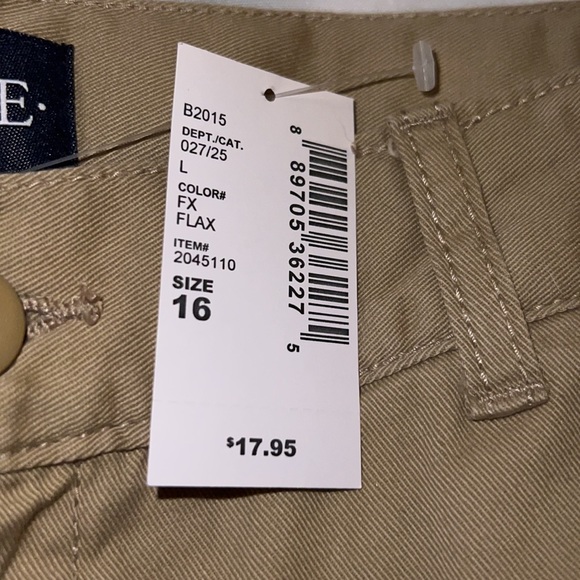 E·
B2015
DEPT./CAT.
027/25
L
COLOR#
FX
FLAX
ITEM#
2045110
SIZE
16
8 89705 36227 5
$17.95